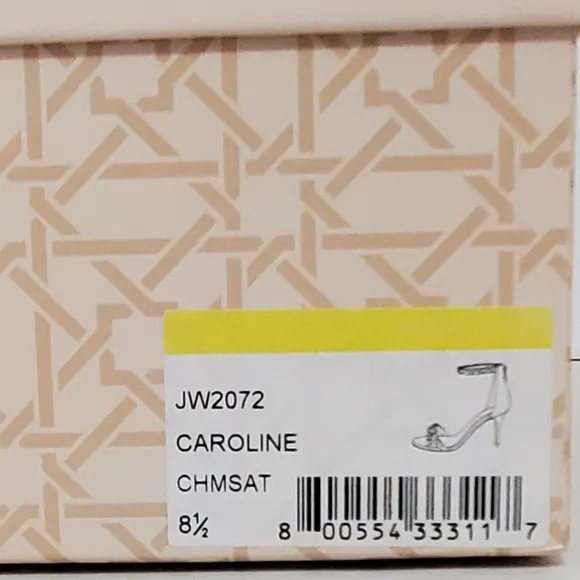 JW2072
CAROLINE
CHMSAT
8½
8 00554 33311 7